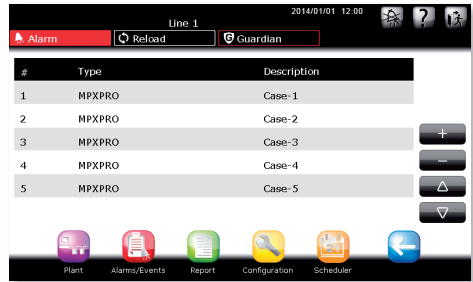 2014/01/01 12:00
Line 1
Alarm Reload Guardian
# Type Description
1 MPXPRO Case-1
2 MPXPRO Case-2
3 MPXPRO Case-3
4 MPXPRO Case-4
5 MPXPRO Case-5
Plant Alarms/Events Report Configuration Scheduler